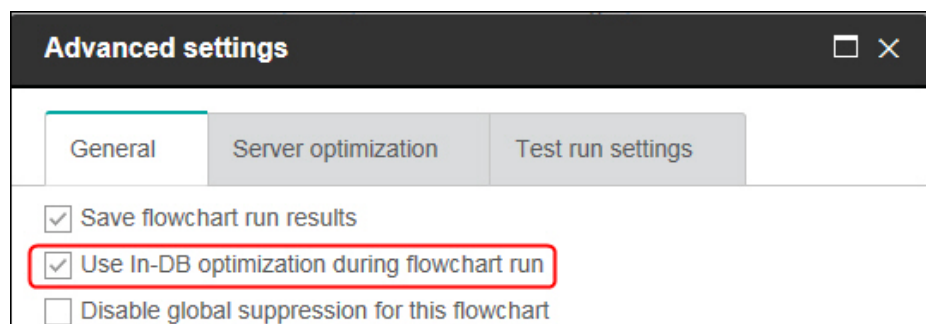 Advanced settings
General Server optimization Test run settings
Save flowchart run results
Use In-DB optimization during flowchart run
Disable global suppression for this flowchart